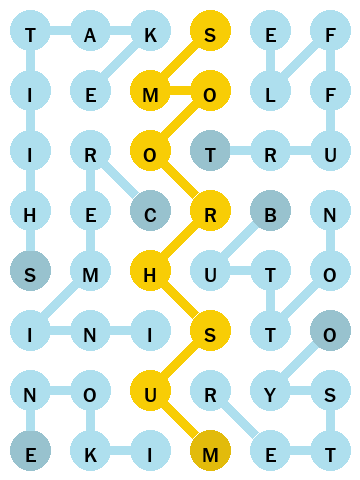 T A K S E F
I E M O L F
I R O T R U
H E C R B N
S M H U T O
I N I S T O
N O U R Y S
E K I M E T